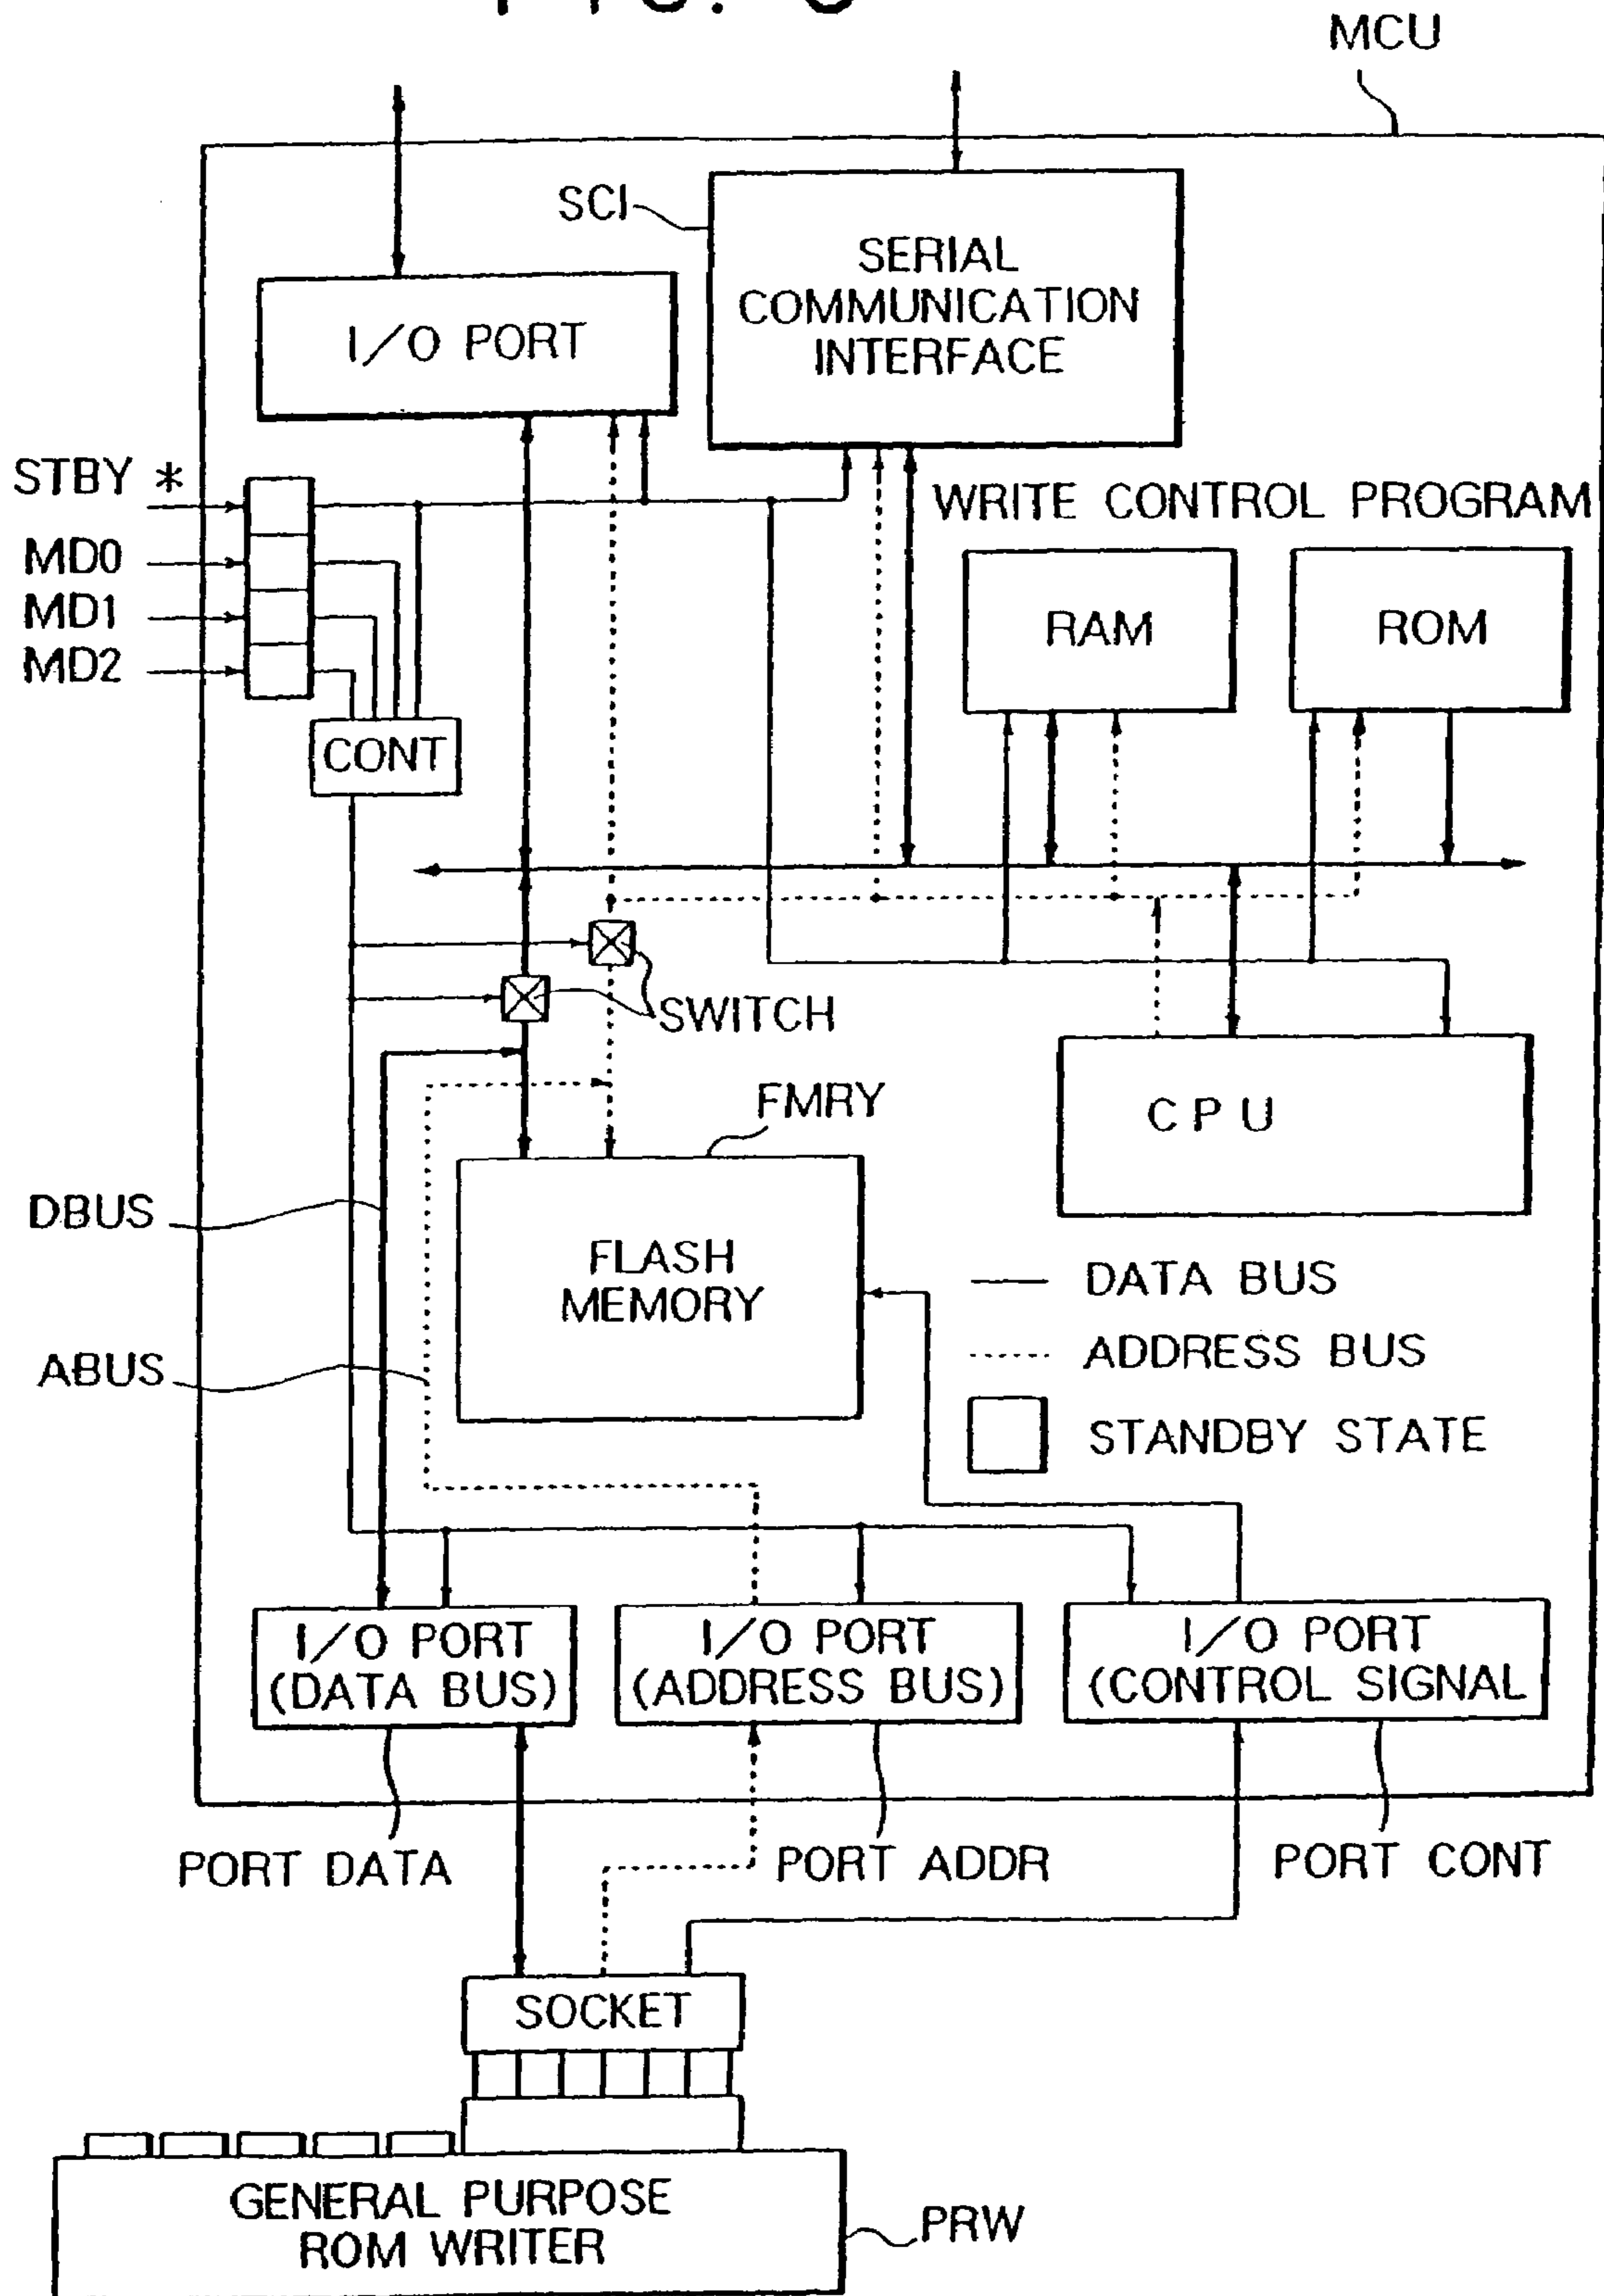 MCU
SCI
SERIAL
COMMUNICATION
INTERFACE
I/O PORT
STBY *
MD0
MD1
MD2
WRITE CONTROL PROGRAM
RAM
ROM
CONT
SWITCH
CPU
FMRY
DBUS
FLASH
MEMORY
DATA BUS
ADDRESS BUS
ABUS
STANDBY STATE
I/O PORT
(DATA BUS)
I/O PORT
(ADDRESS BUS)
I/O PORT
(CONTROL SIGNAL
PORT DATA
PORT ADDR
PORT CONT
SOCKET
GENERAL PURPOSE
ROM WRITER
PRW